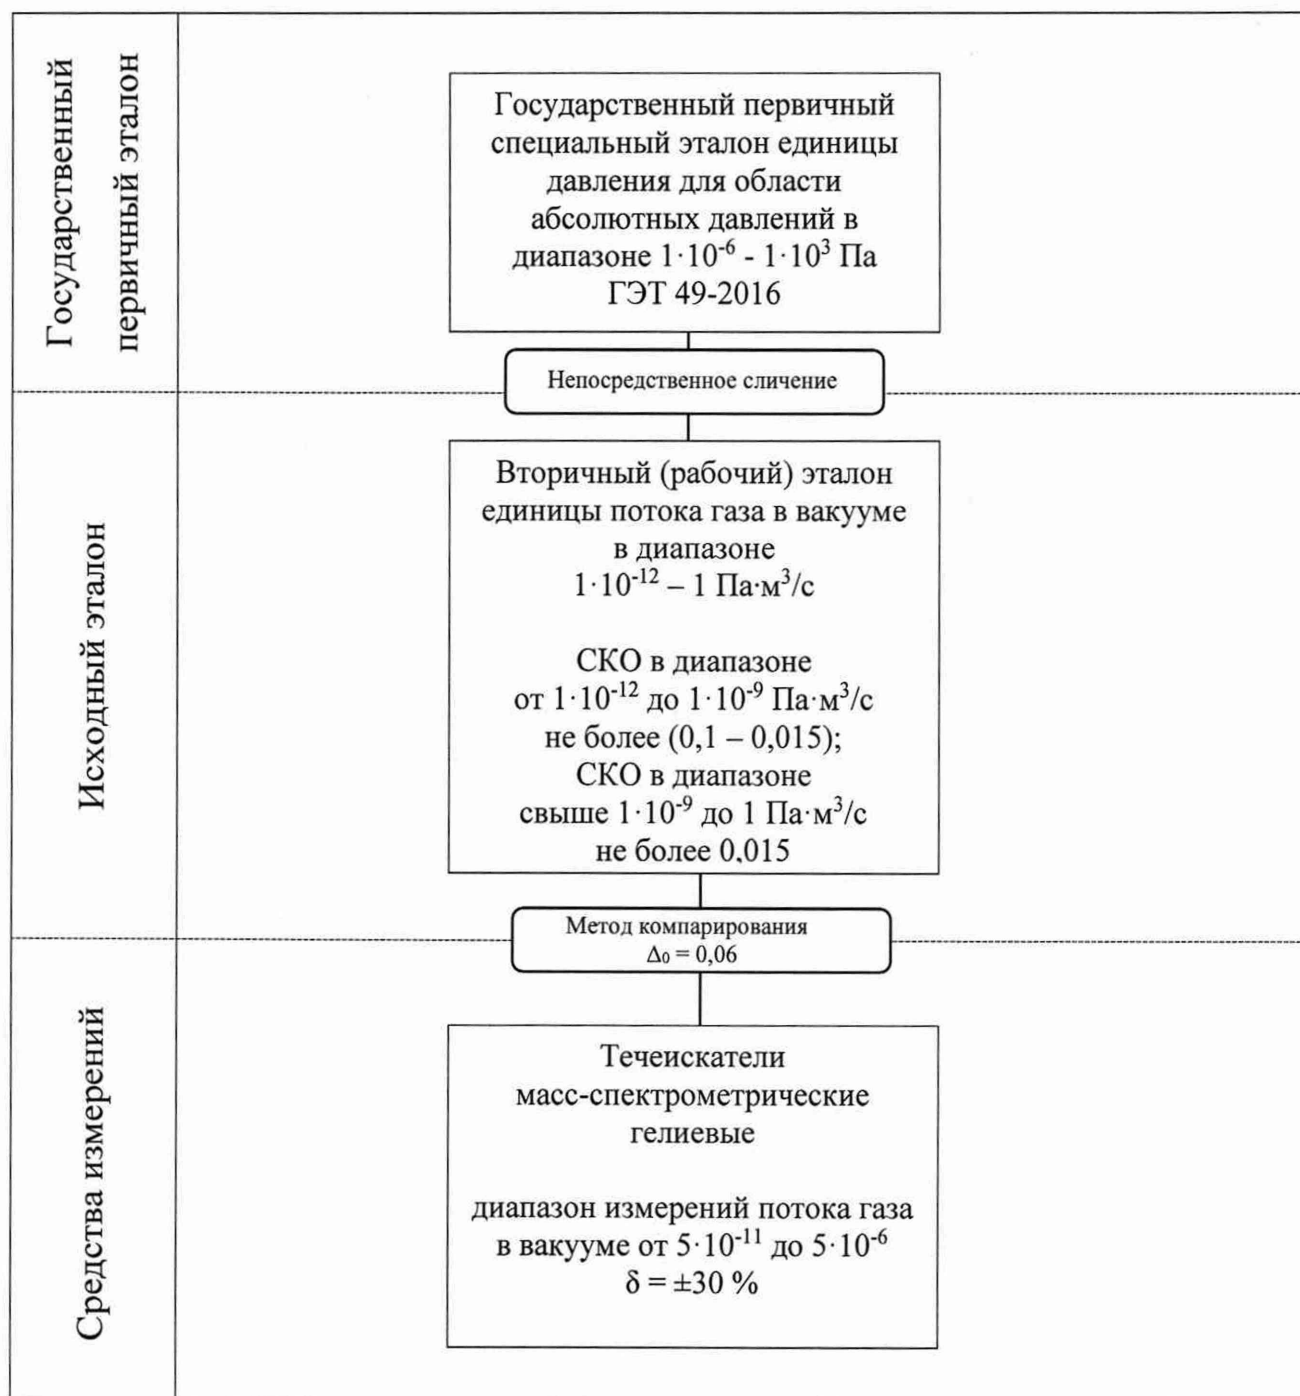 Государственный
первичный эталон
Государственный первичный
специальный эталон единицы
давления для области
абсолютных давлений в
диапазоне 1·10⁻⁶ - 1·10³ Па
ГЭТ 49-2016
Непосредственное сличение
Исходный эталон
Вторичный (рабочий) эталон
единицы потока газа в вакууме
в диапазоне
1·10⁻¹² – 1 Па·м³/с
СКО в диапазоне
от 1·10⁻¹² до 1·10⁻⁹ Па·м³/с
не более (0,1 – 0,015);
СКО в диапазоне
свыше 1·10⁻⁹ до 1 Па·м³/с
не более 0,015
Метод компарирования
Δ₀ = 0,06
Средства измерений
Течеискатели
масс-спектрометрические
гелиевые
диапазон измерений потока газа
в вакууме от 5·10⁻¹¹ до 5·10⁻⁶
δ = ±30 %